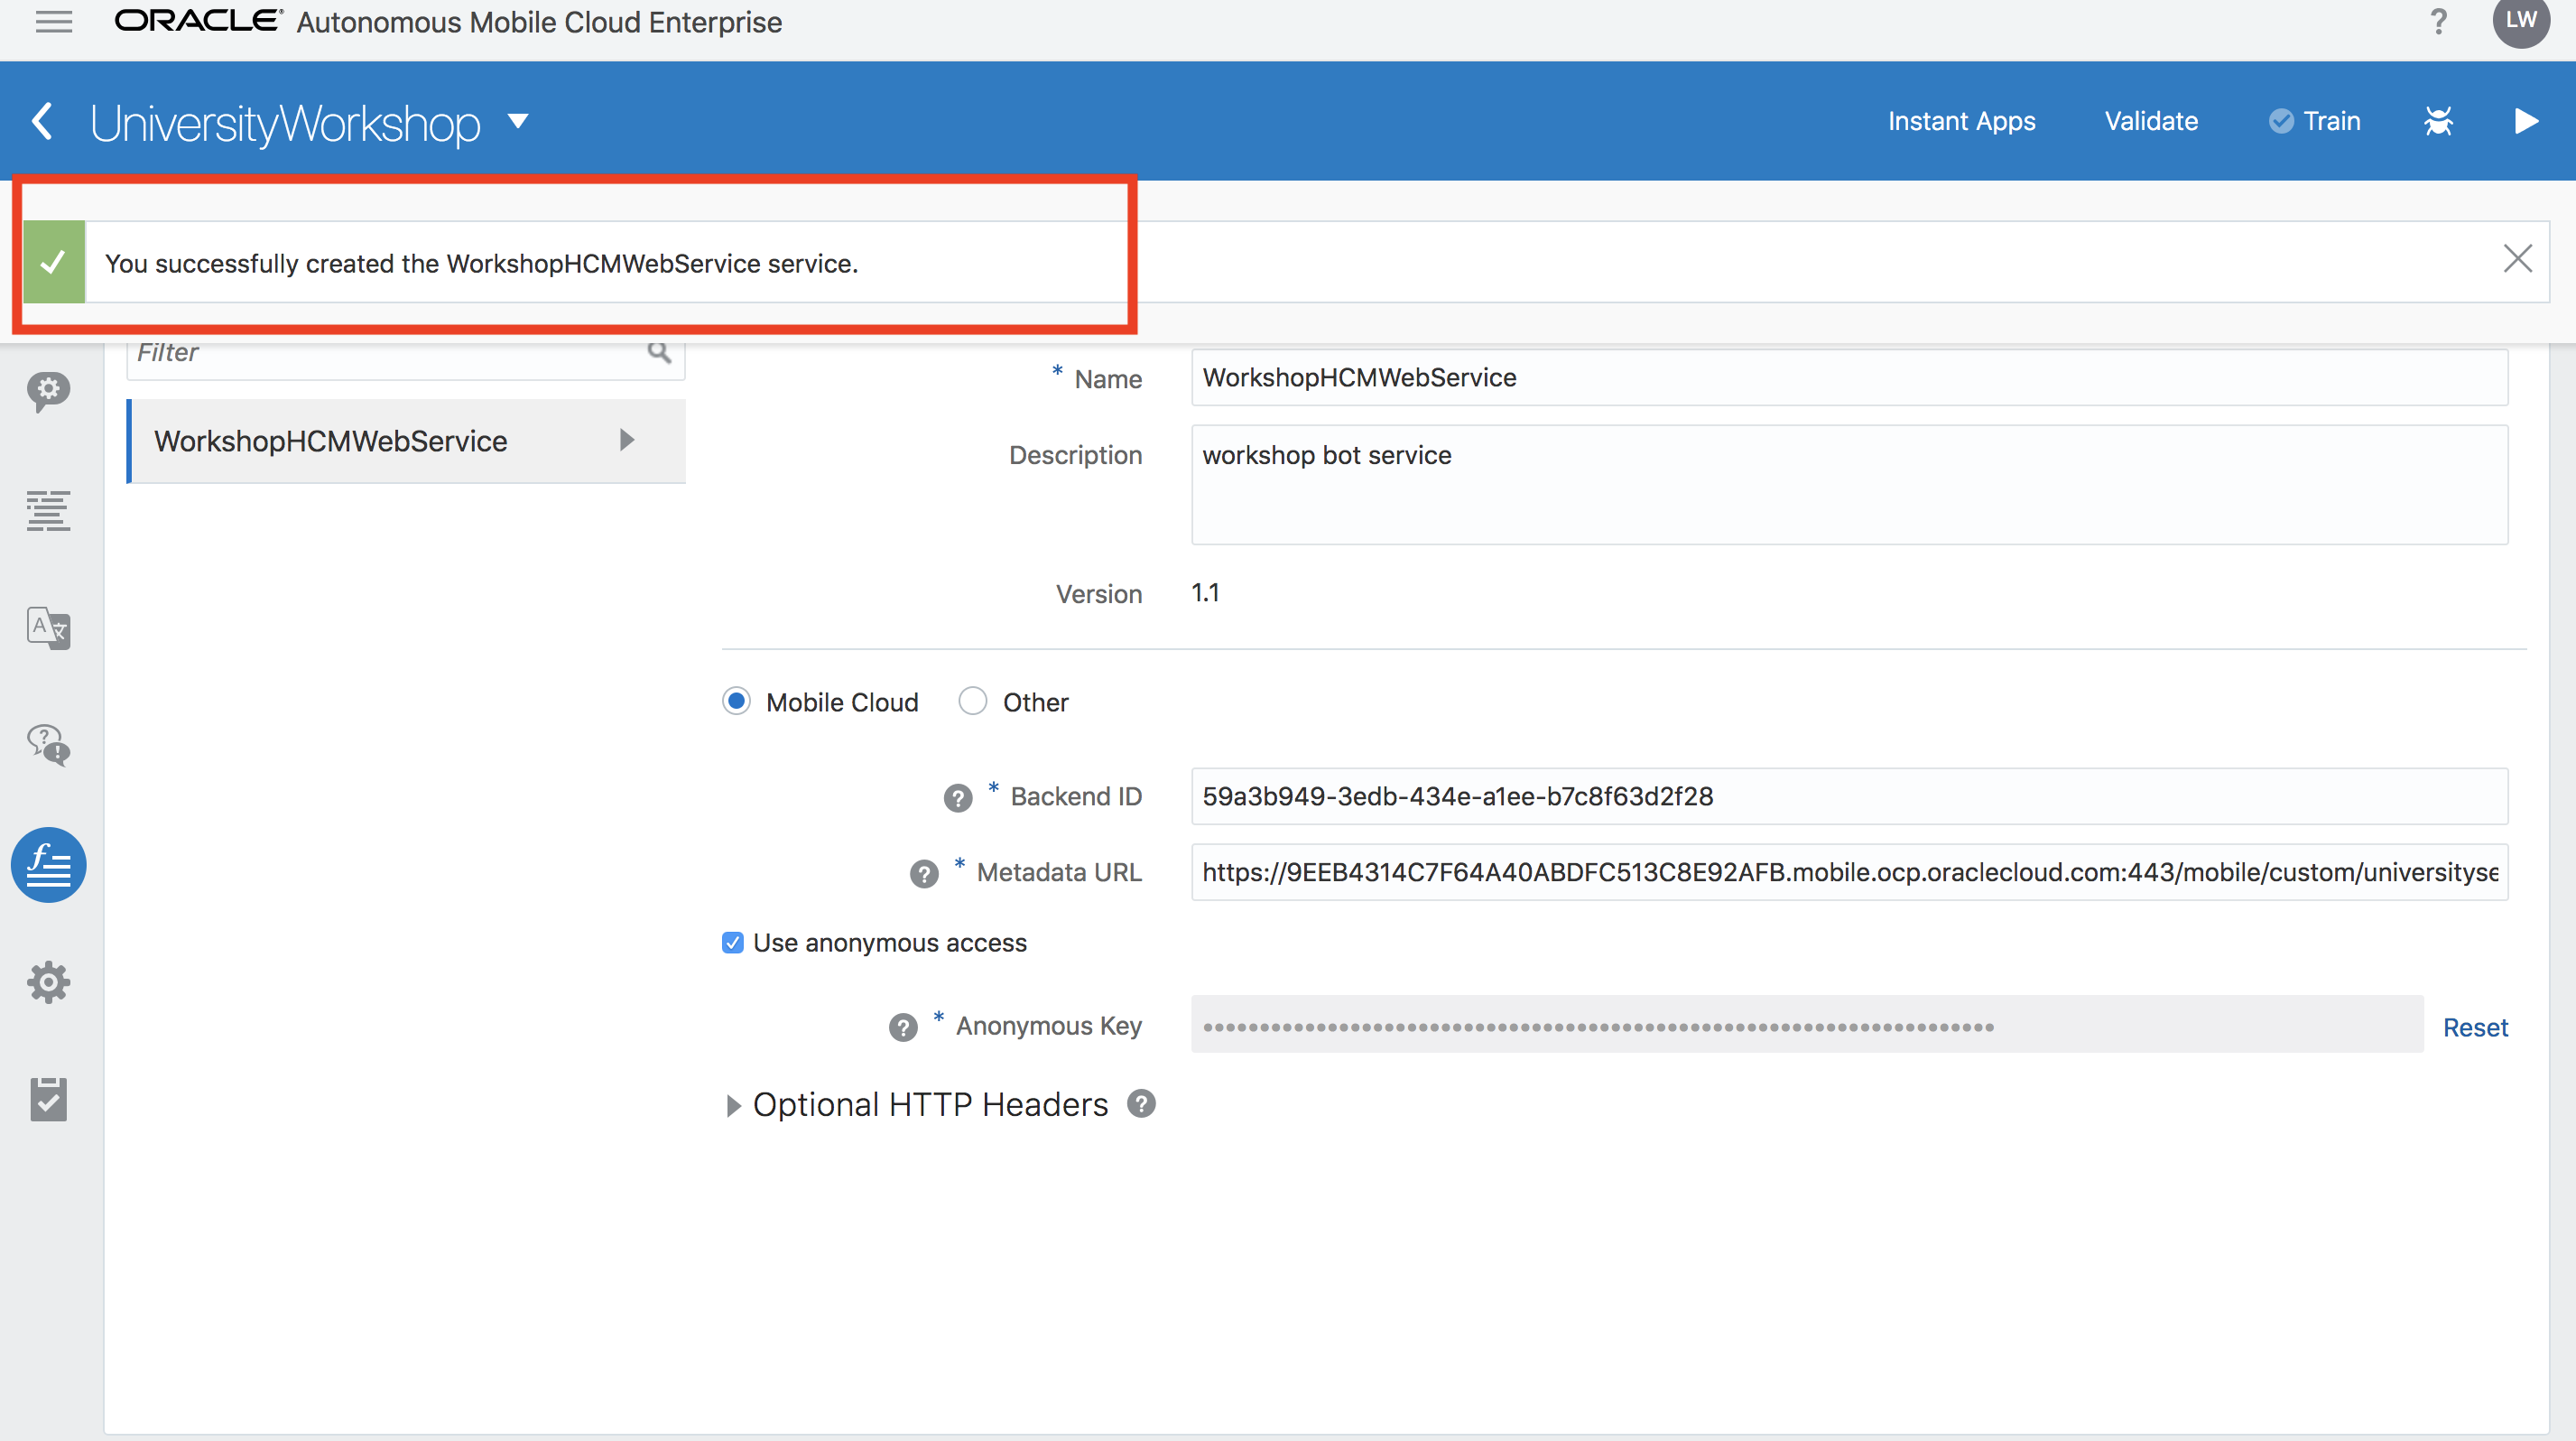 ORACLE® Autonomous Mobile Cloud Enterprise
? LW
UniversityWorkshop
Instant Apps Validate Train
You successfully created the WorkshopHCMWebService service.
Filter
WorkshopHCMWebService
* Name WorkshopHCMWebService
Description workshop bot service
Version 1.1
Mobile Cloud Other
? * Backend ID 59a3b949-3edb-434e-a1ee-b7c8f63d2f28
? * Metadata URL https://9EEB4314C7F64A40ABDFC513C8E92AFB.mobile.ocp.oraclecloud.com:443/mobile/custom/universityse
Use anonymous access
? * Anonymous Key Reset
Optional HTTP Headers ?